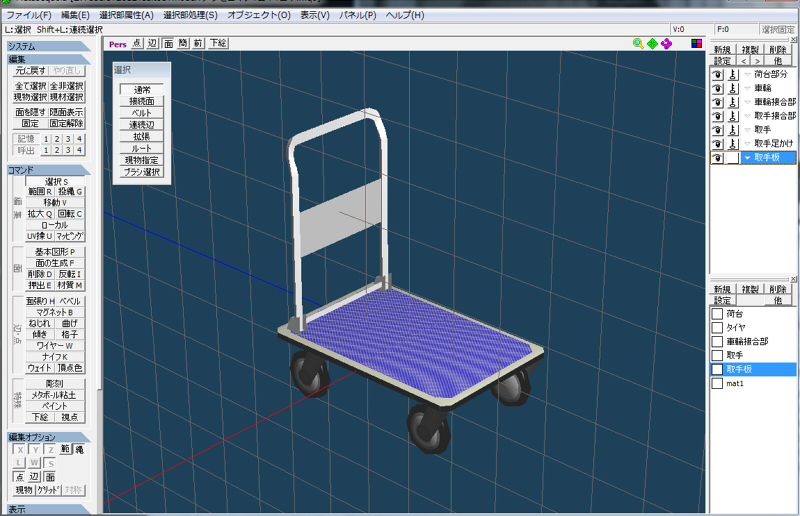 ファイル(F) 編集(E) 選択部属性(A) 選択部処理(S) オブジェクト(O) 表示(V) パネル(P) ヘルプ(H)
L:選択 Shift+L:連続選択 V:0 F:0 選択固定
システム
編集
元に戻す やり直し
全て選択 全非選択
現物選択 現材選択
面を隠す 隠面表示
固定 固定解除
記憶 1 2 3 4
呼出 1 2 3 4
コマンド
編集
選択 S
範囲 R 投縄 G
移動 V
拡大 Q 回転 C
ローカル
UV操 U マッピング
面
基本図形 P
面の生成 F
削除 D 反転 I
押出 E 材質 M
辺・点
面張り H ベベル
マグネット B
ねじれ 曲げ
傾き 格子
ワイヤー W
ナイフ K
ウェイト 頂点色
特殊
彫刻
メタボール粘土
ペイント
下絵 視点
編集オプション
X Y Z 範 縄
L W S
点 辺 面
現物 グリッド 対称
表示
Pers 点 辺 面 簡 前 下絵
選択
通常
接続面
ベルト
連続辺
拡張
ルート
現物指定
ブラシ選択
新規 複製 削除
設定 < > 他
荷台部分
車輪
車輪接合部
取手接合部
取手
取手足かけ
取手板
新規 複製 削除
設定 他
荷台
タイヤ
車輪接合部
取手
取手板
mat1